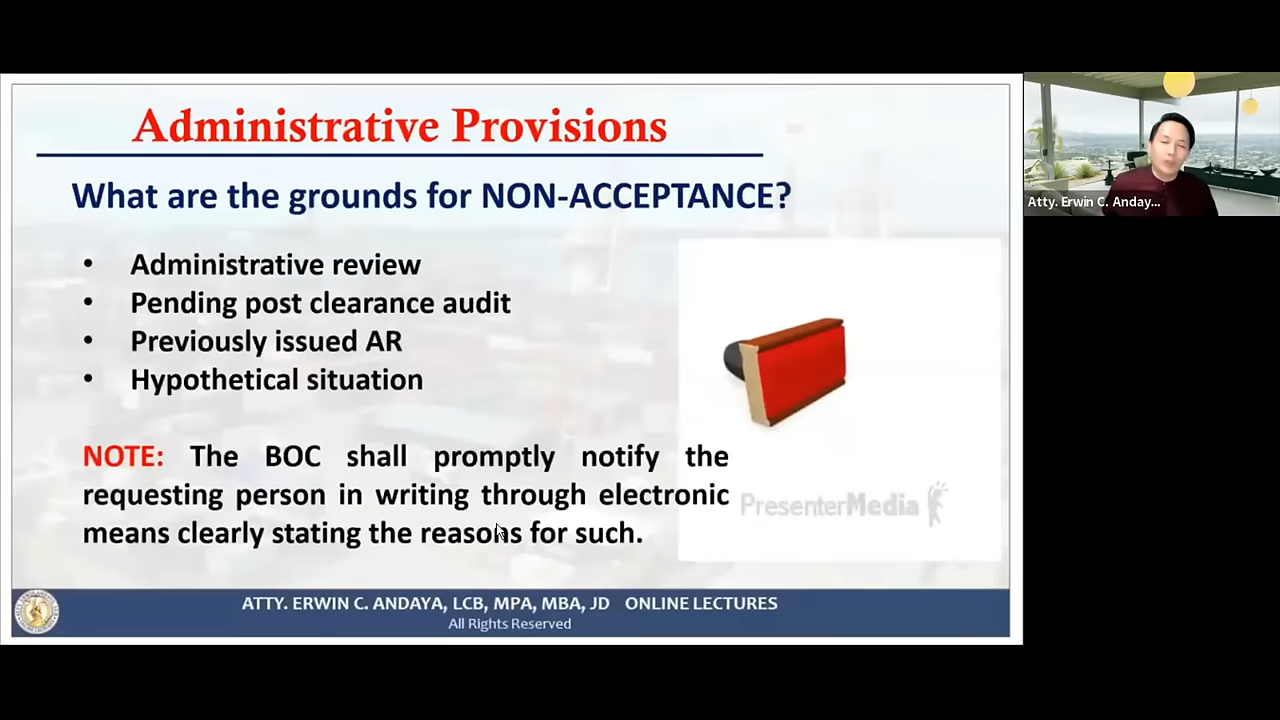 Administrative Provisions
What are the grounds for NON-ACCEPTANCE?
• Administrative review
• Pending post clearance audit
• Previously issued AR
• Hypothetical situation
NOTE: The BOC shall promptly notify the
requesting person in writing through electronic
means clearly stating the reasons for such.
PresenterMedia
ATTY. ERWIN C. ANDAYA, LCB, MPA, MBA, JD ONLINE LECTURES
All Rights Reserved
Atty. Erwin C. Anday...